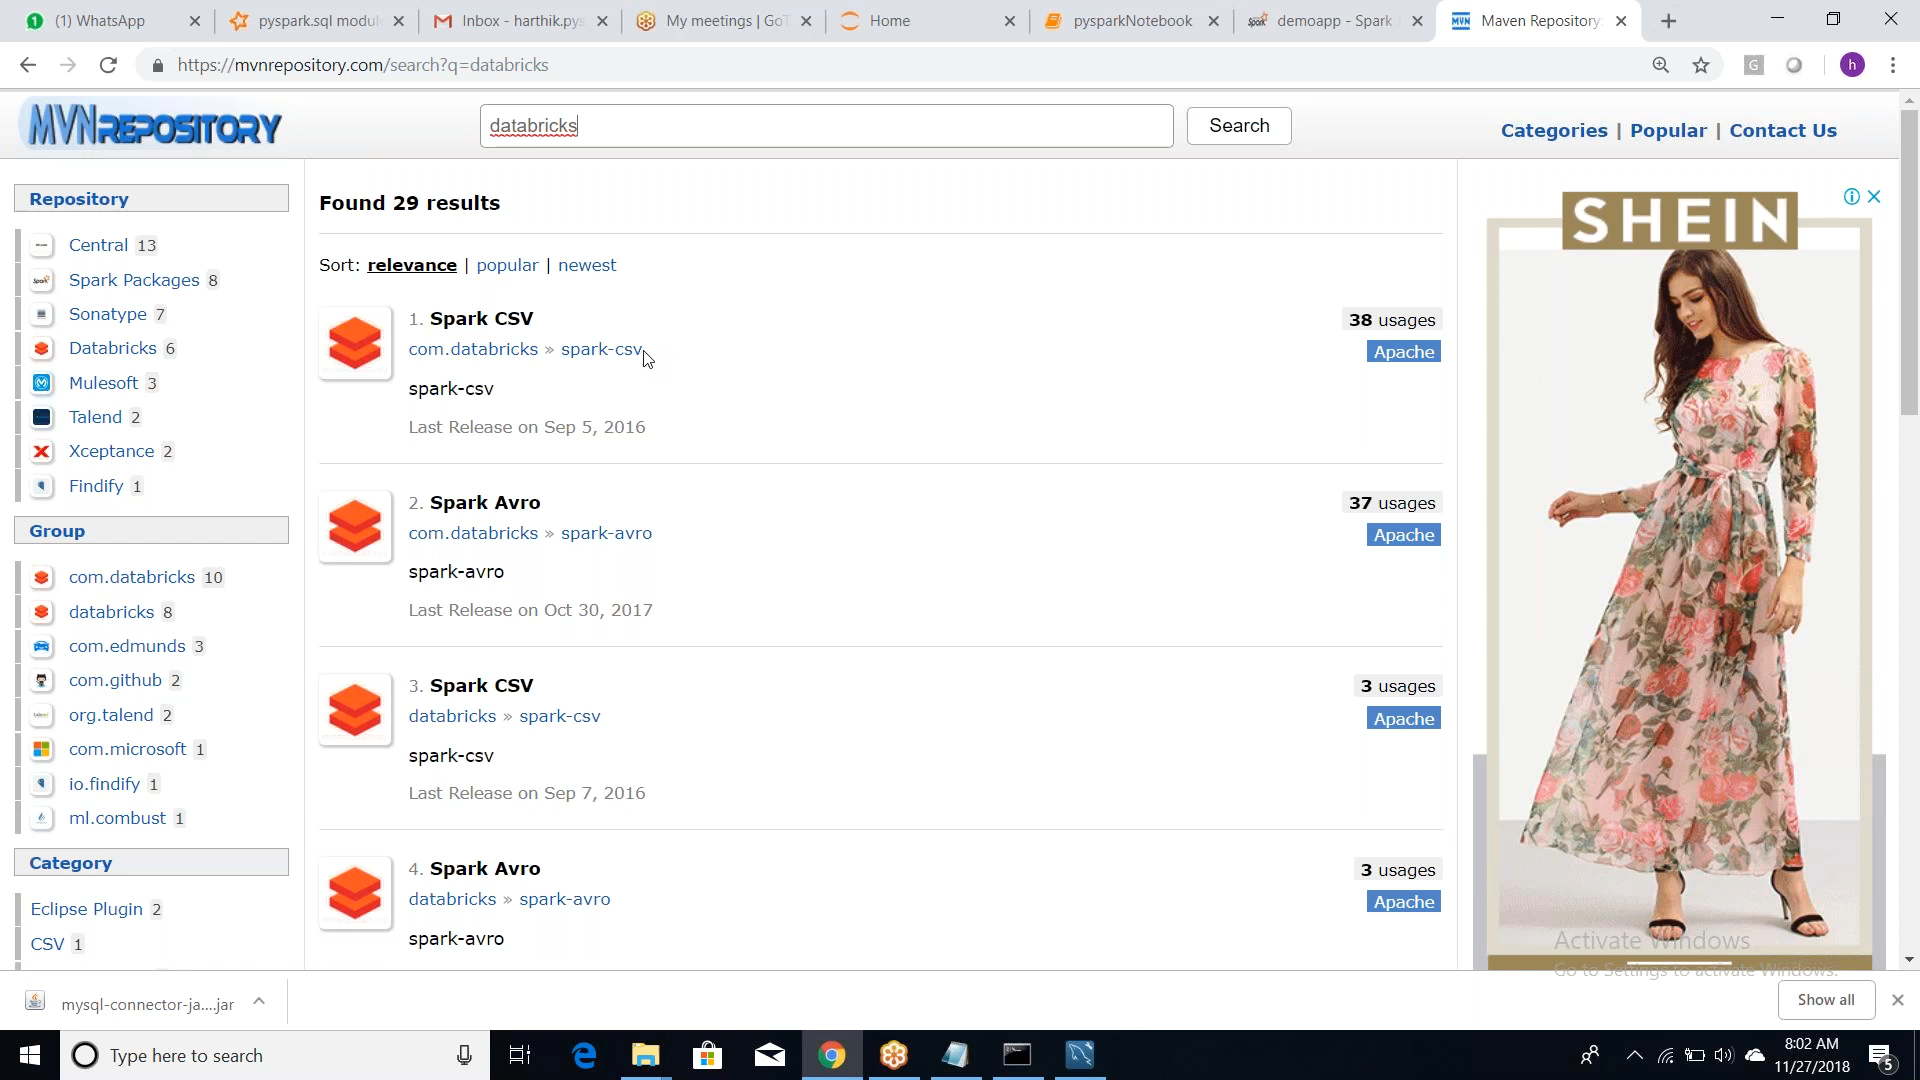 (1) WhatsApp
pyspark.sql modul
Inbox - harthik.pys
My meetings | GoT
Home
pysparkNotebook
demoapp - Spark
Maven Repository:
https://mvnrepository.com/search?q=databricks
G
h
MVNREPOSITORY
databricks
Search
Categories | Popular | Contact Us
Repository
Central 13
Spark Packages 8
Sonatype 7
Databricks 6
Mulesoft 3
Talend 2
Xceptance 2
Findify 1
Group
com.databricks 10
databricks 8
com.edmunds 3
com.github 2
org.talend 2
com.microsoft 1
io.findify 1
ml.combust 1
Category
Eclipse Plugin 2
CSV 1
Found 29 results
Sort: relevance | popular | newest
1. Spark CSV
38 usages
com.databricks » spark-csv
Apache
spark-csv
Last Release on Sep 5, 2016
2. Spark Avro
37 usages
com.databricks » spark-avro
Apache
spark-avro
Last Release on Oct 30, 2017
3. Spark CSV
3 usages
databricks » spark-csv
Apache
spark-csv
Last Release on Sep 7, 2016
4. Spark Avro
3 usages
databricks » spark-avro
Apache
spark-avro
SHEIN
Activate Windows
Go to Settings to activate Windows.
mysql-connector-ja....jar
Show all
Type here to search
8:02 AM
11/27/2018
5